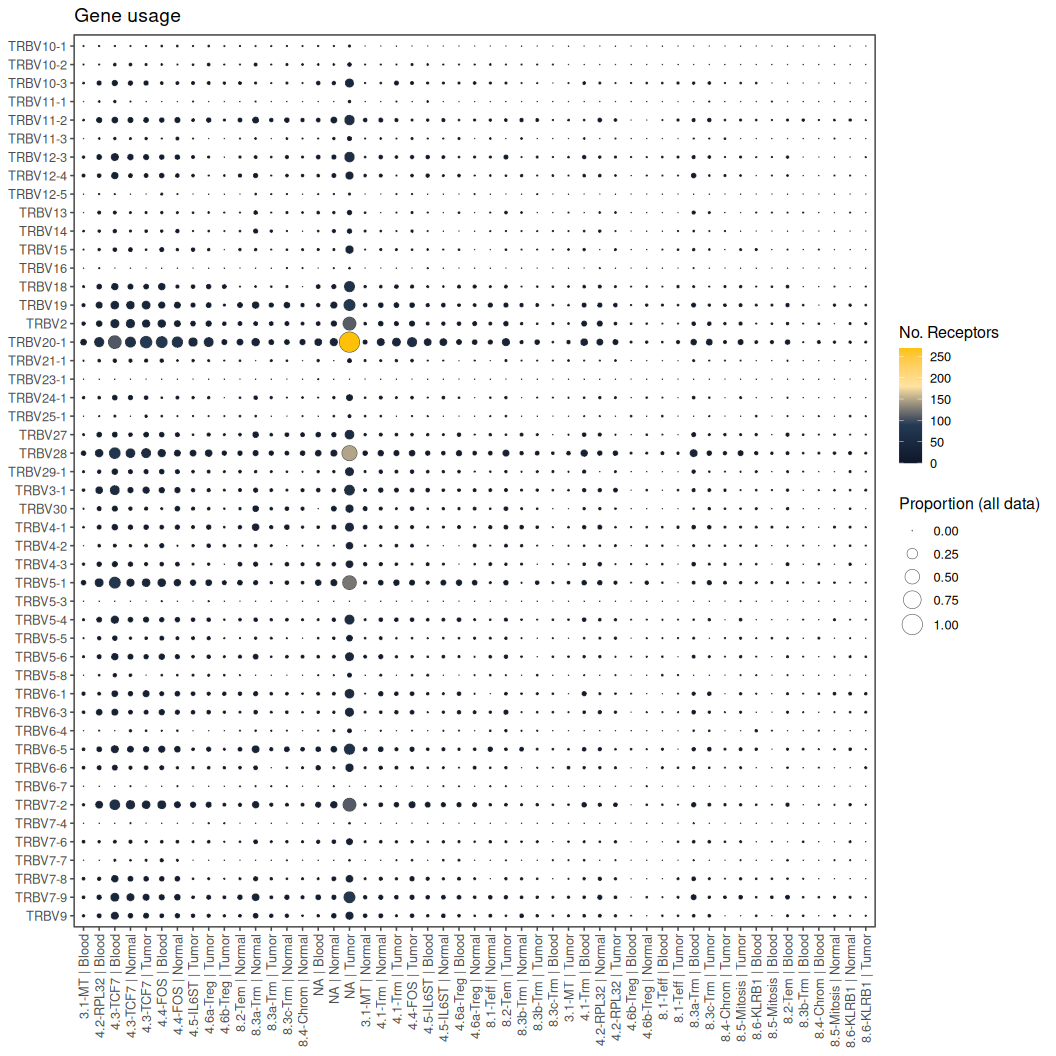 Gene usage
TRBV10-1
TRBV10-2
TRBV10-3
TRBV11-1
TRBV11-2
TRBV11-3
TRBV12-3
TRBV12-4
TRBV12-5
TRBV13
TRBV14
TRBV15
TRBV16
TRBV18
TRBV19
TRBV2
TRBV20-1
TRBV21-1
TRBV23-1
TRBV24-1
TRBV25-1
TRBV27
TRBV28
TRBV29-1
TRBV3-1
TRBV30
TRBV4-1
TRBV4-2
TRBV4-3
TRBV5-1
TRBV5-3
TRBV5-4
TRBV5-5
TRBV5-6
TRBV5-8
TRBV6-1
TRBV6-3
TRBV6-4
TRBV6-5
TRBV6-6
TRBV6-7
TRBV7-2
TRBV7-4
TRBV7-6
TRBV7-7
TRBV7-8
TRBV7-9
TRBV9
3.1-MT | Blood
4.2-RPL32 | Blood
4.3-TCF7 | Blood
4.3-TCF7 | Normal
4.3-TCF7 | Tumor
4.4-FOS | Blood
4.4-FOS | Normal
4.5-IL6ST | Tumor
4.6a-Treg | Tumor
4.6b-Treg | Tumor
8.2-Tem | Normal
8.3a-Trm | Normal
8.3a-Trm | Tumor
8.3c-Trm | Normal
8.4-Chrom | Normal
NA | Blood
NA | Normal
NA | Tumor
3.1-MT | Normal
4.1-Trm | Normal
4.1-Trm | Tumor
4.4-FOS | Tumor
4.5-IL6ST | Blood
4.5-IL6ST | Normal
4.6a-Treg | Blood
4.6a-Treg | Normal
8.1-Teff | Normal
8.2-Tem | Tumor
8.3b-Trm | Normal
8.3b-Trm | Tumor
8.3c-Trm | Blood
3.1-MT | Tumor
4.1-Trm | Blood
4.2-RPL32 | Normal
4.2-RPL32 | Tumor
4.6b-Treg | Blood
4.6b-Treg | Normal
8.1-Teff | Blood
8.1-Teff | Tumor
8.3a-Trm | Blood
8.3c-Trm | Tumor
8.4-Chrom | Tumor
8.5-Mitosis | Tumor
8.6-KLRB1 | Blood
8.5-Mitosis | Blood
8.2-Tem | Blood
8.3b-Trm | Blood
8.4-Chrom | Blood
8.5-Mitosis | Normal
8.6-KLRB1 | Normal
8.6-KLRB1 | Tumor
No. Receptors
250
200
150
100
50
0
Proportion (all data)
0.00
0.25
0.50
0.75
1.00